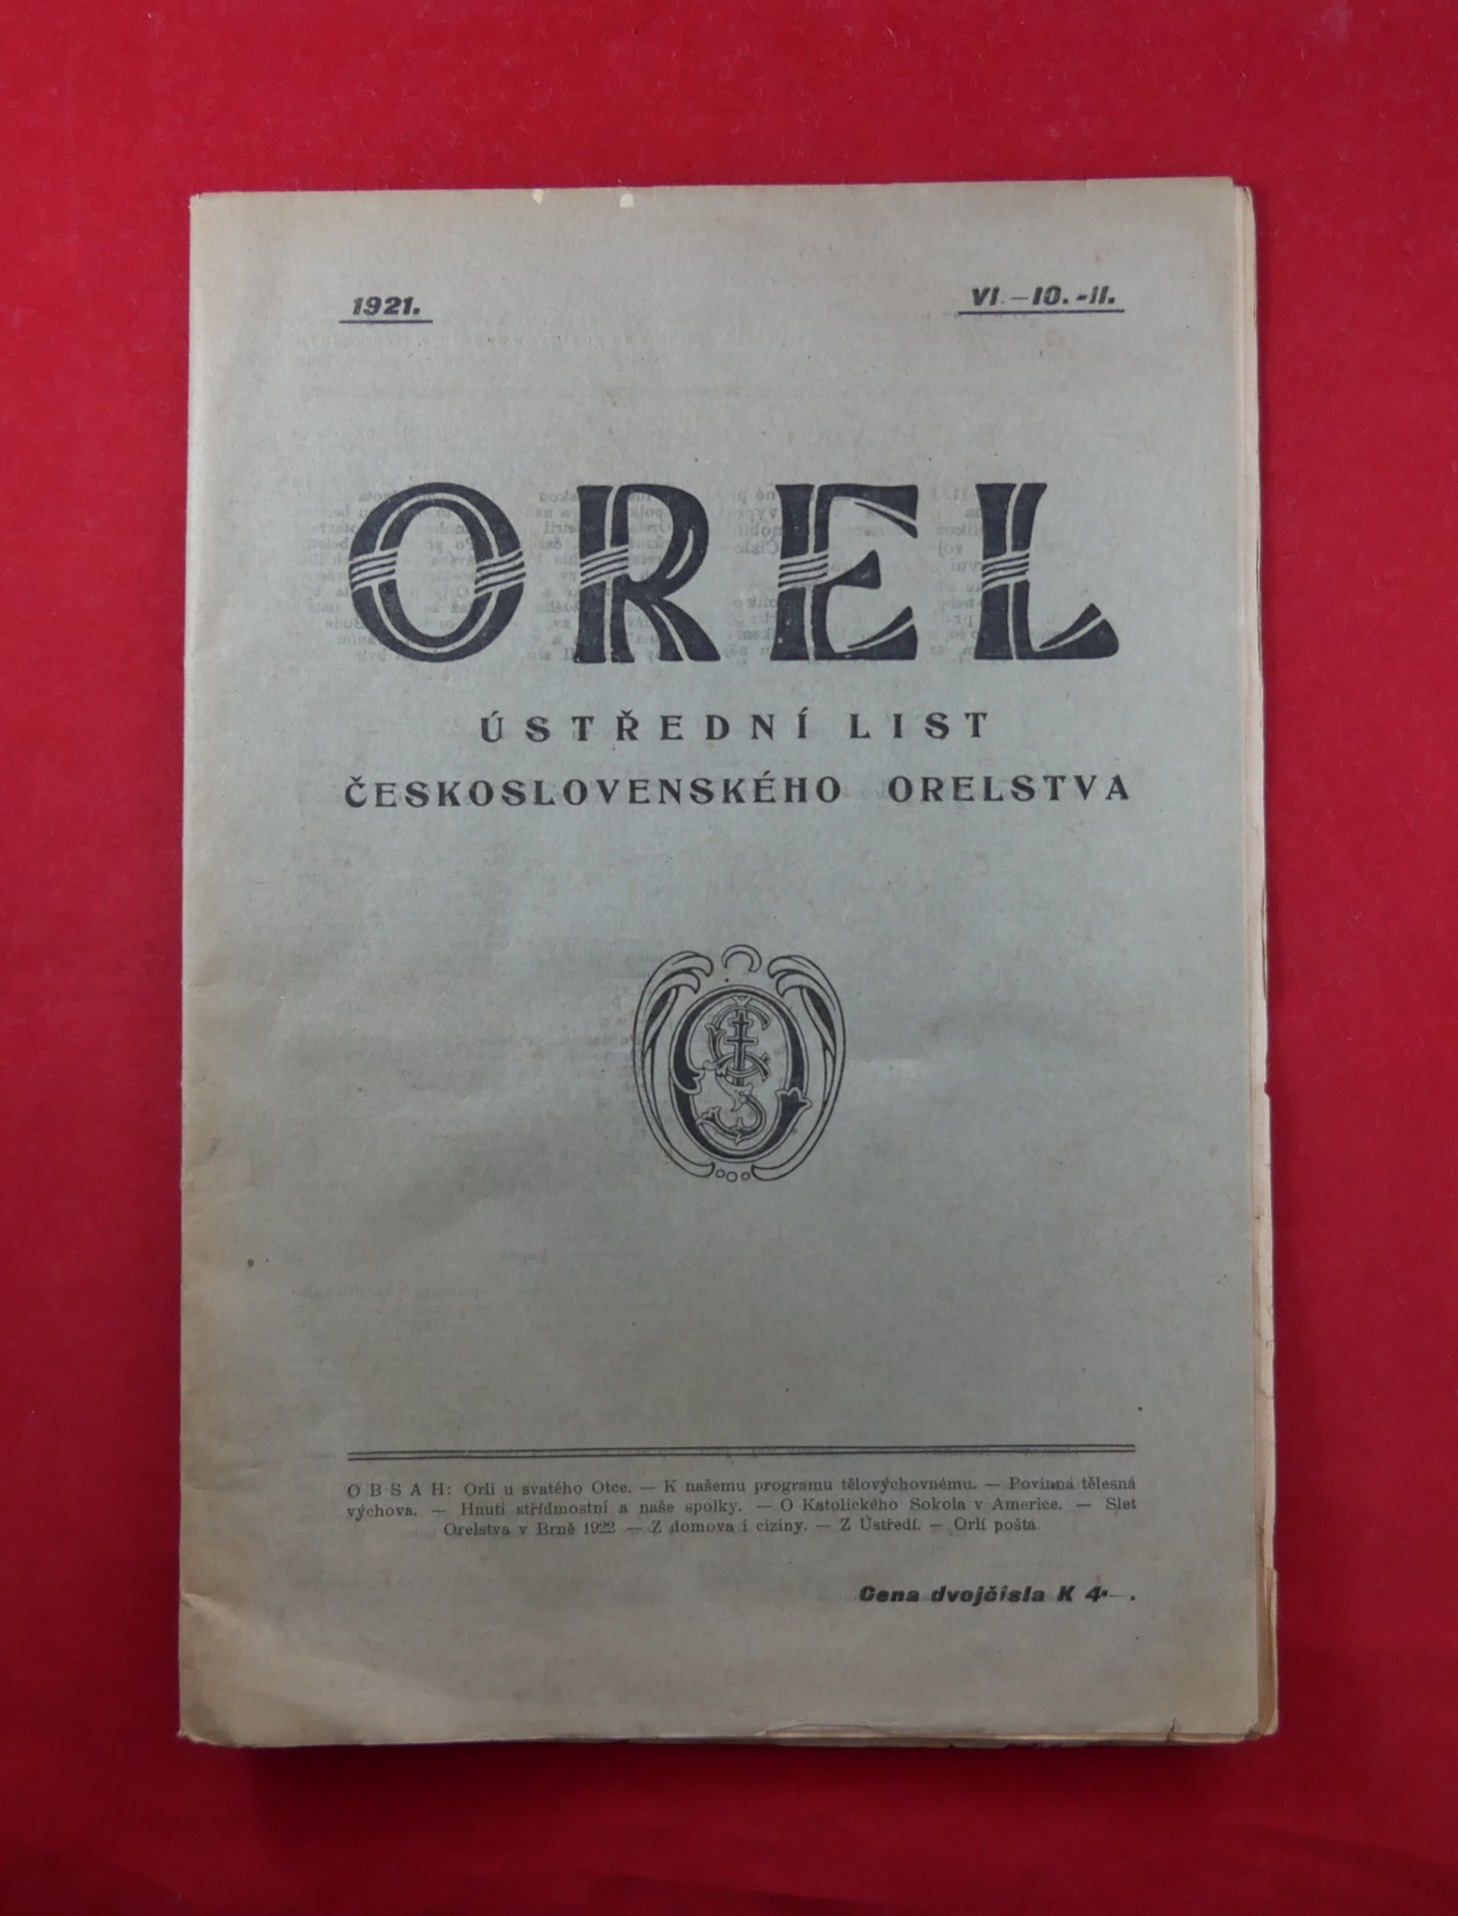 1921.
VI.—10.-11.
OREL
ÚSTŘEDNÍ LIST
ČESKOSLOVENSKÉHO ORELSTVA
OBSAH: Orli u svatého Otce. — K našemu programu tělovýchovnému. — Povinná tělesná
výchova. — Hnutí střídmostní a naše spolky. — O Katolického Sokola v Americe. — Slet
Orelstva v Brně 1922 — Z domova i ciziny. — Z Ústředí. — Orlí pošta.
Cena dvojčísla K 4·—.